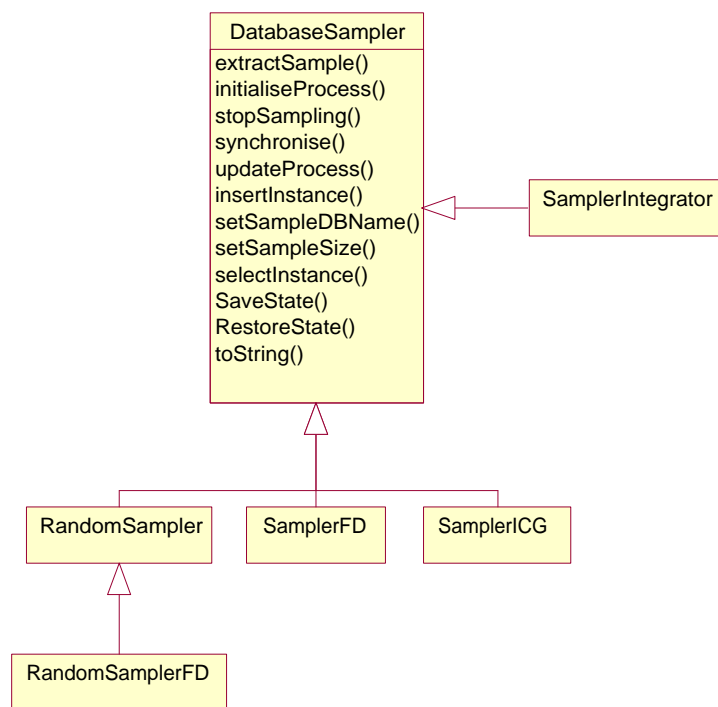 DatabaseSampler
extractSample()
initialiseProcess()
stopSampling()
synchronise()
updateProcess()
insertInstance()
setSampleDBName()
setSampleSize()
selectInstance()
SaveState()
RestoreState()
toString()
SamplerIntegrator
RandomSampler
SamplerFD
SamplerICG
RandomSamplerFD